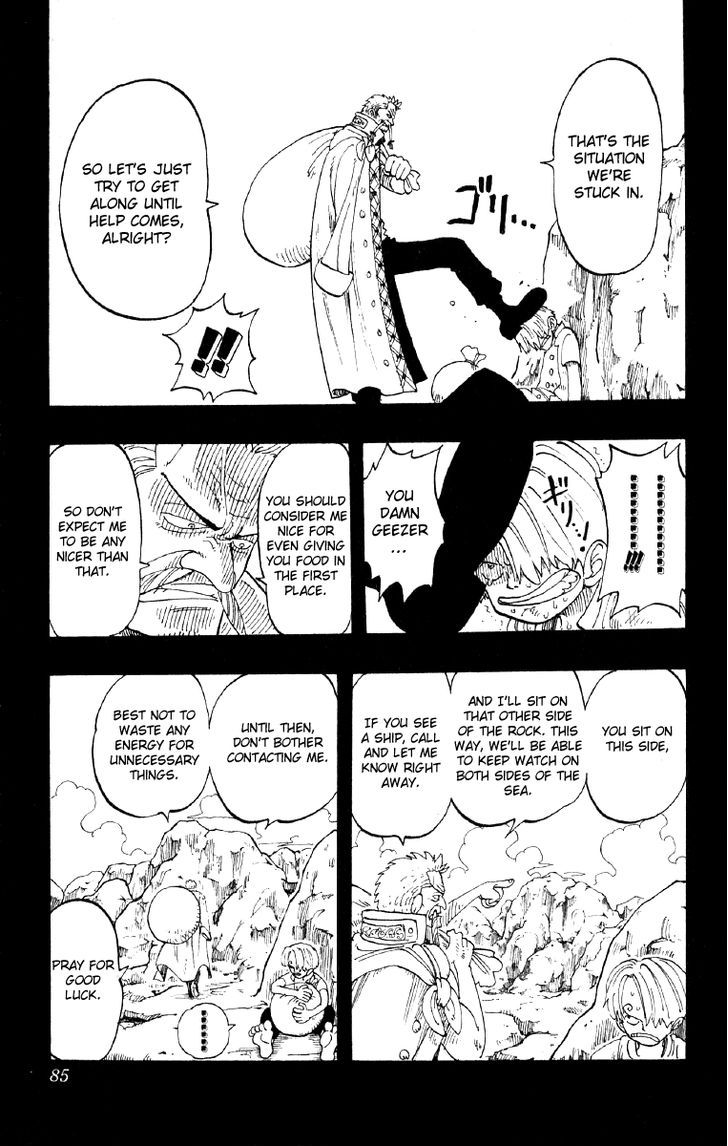 THAT'S THE
SITUATION
WE'RE
STUCK IN.
ゴリ...
SO LET'S JUST
TRY TO GET
ALONG UNTIL
HELP COMES,
ALRIGHT?
!!
........!!!
ギリ...!
YOU
DAMN
GEEZER
...
YOU SHOULD
CONSIDER ME
NICE FOR
EVEN GIVING
YOU FOOD IN
THE FIRST
PLACE.
SO DON'T
EXPECT ME
TO BE ANY
NICER THAN
THAT.
YOU SIT ON
THIS SIDE,
AND I'LL SIT ON
THAT OTHER SIDE
OF THE ROCK. THIS
WAY, WE'LL BE ABLE
TO KEEP WATCH ON
BOTH SIDES OF THE
SEA.
IF YOU SEE
A SHIP, CALL
AND LET ME
KNOW RIGHT
AWAY.
UNTIL THEN,
DON'T BOTHER
CONTACTING ME.
BEST NOT TO
WASTE ANY
ENERGY FOR
UNNECESSARY
THINGS.
PRAY FOR
GOOD
LUCK.
.....
85